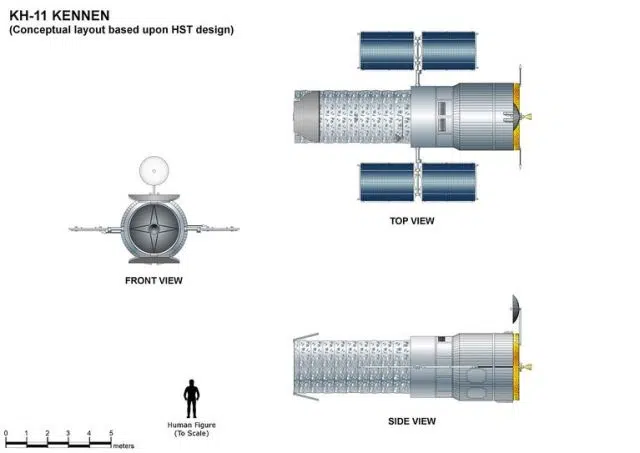 KH-11 KENNEN
(Conceptual layout based upon HST design)
TOP VIEW
FRONT VIEW
SIDE VIEW
Human Figure
(To Scale)
0 1 2 3 4 5
meters